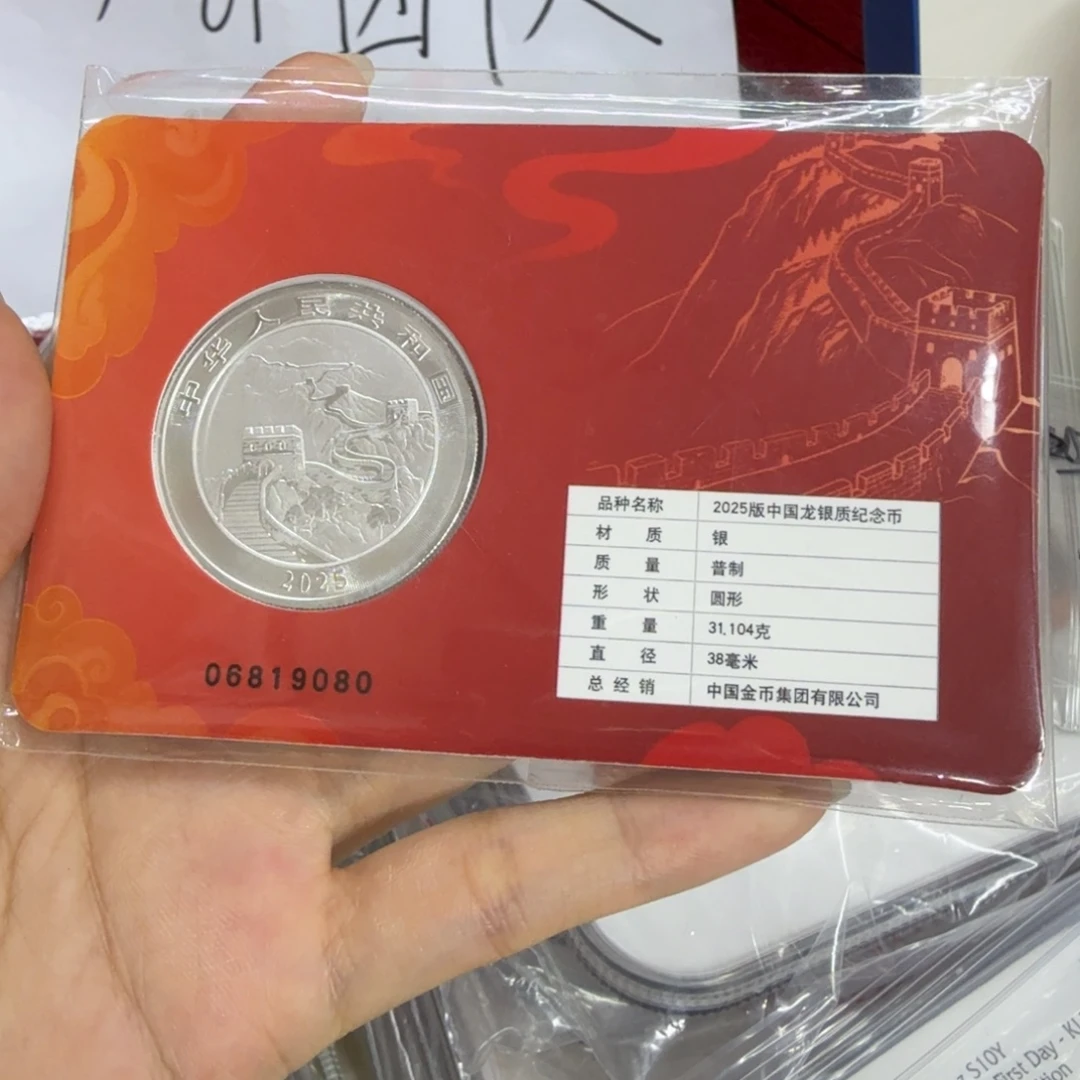 中华人民共和国
2025
06819080
品种名称 2025版中国龙银质纪念币
材 质 银
质 量 普制
形 状 圆形
重 量 31.104克
直 径 38毫米
总经销 中国金币集团有限公司
S10Y
First Day -